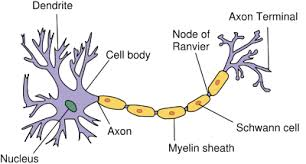 Dendrite
Axon Terminal
Node of
Ranvier
Cell body
Axon
Schwann cell
Myelin sheath
Nucleus